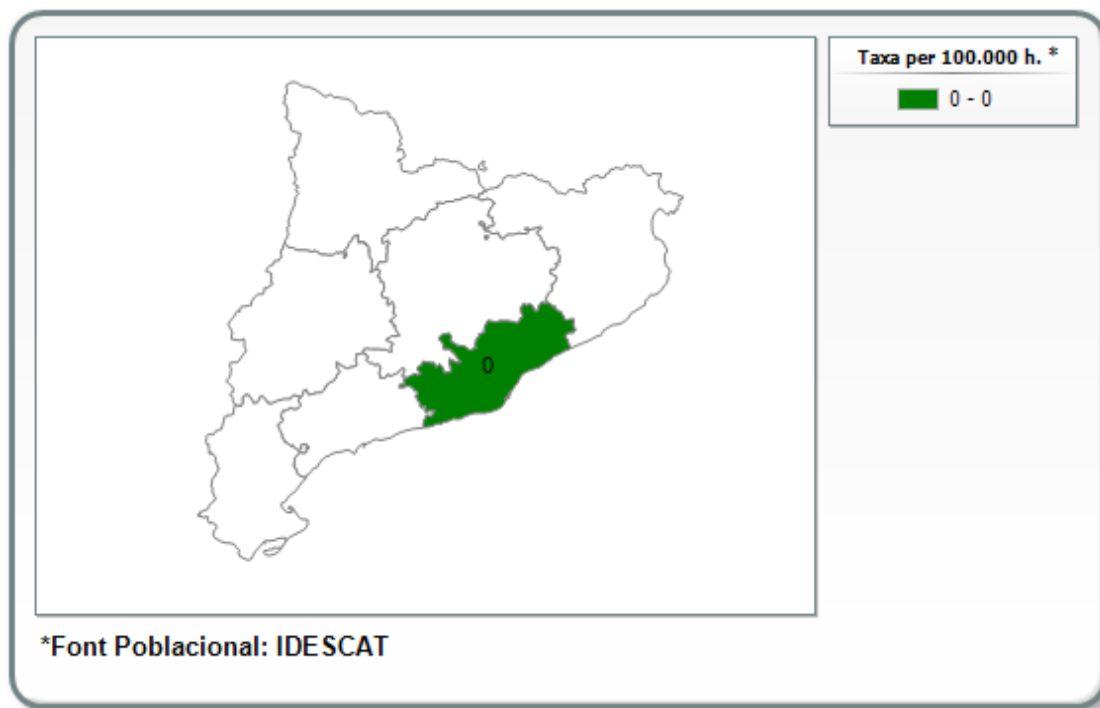 Taxa per 100.000 h. *
0 - 0
0
*Font Poblacional: IDESCAT